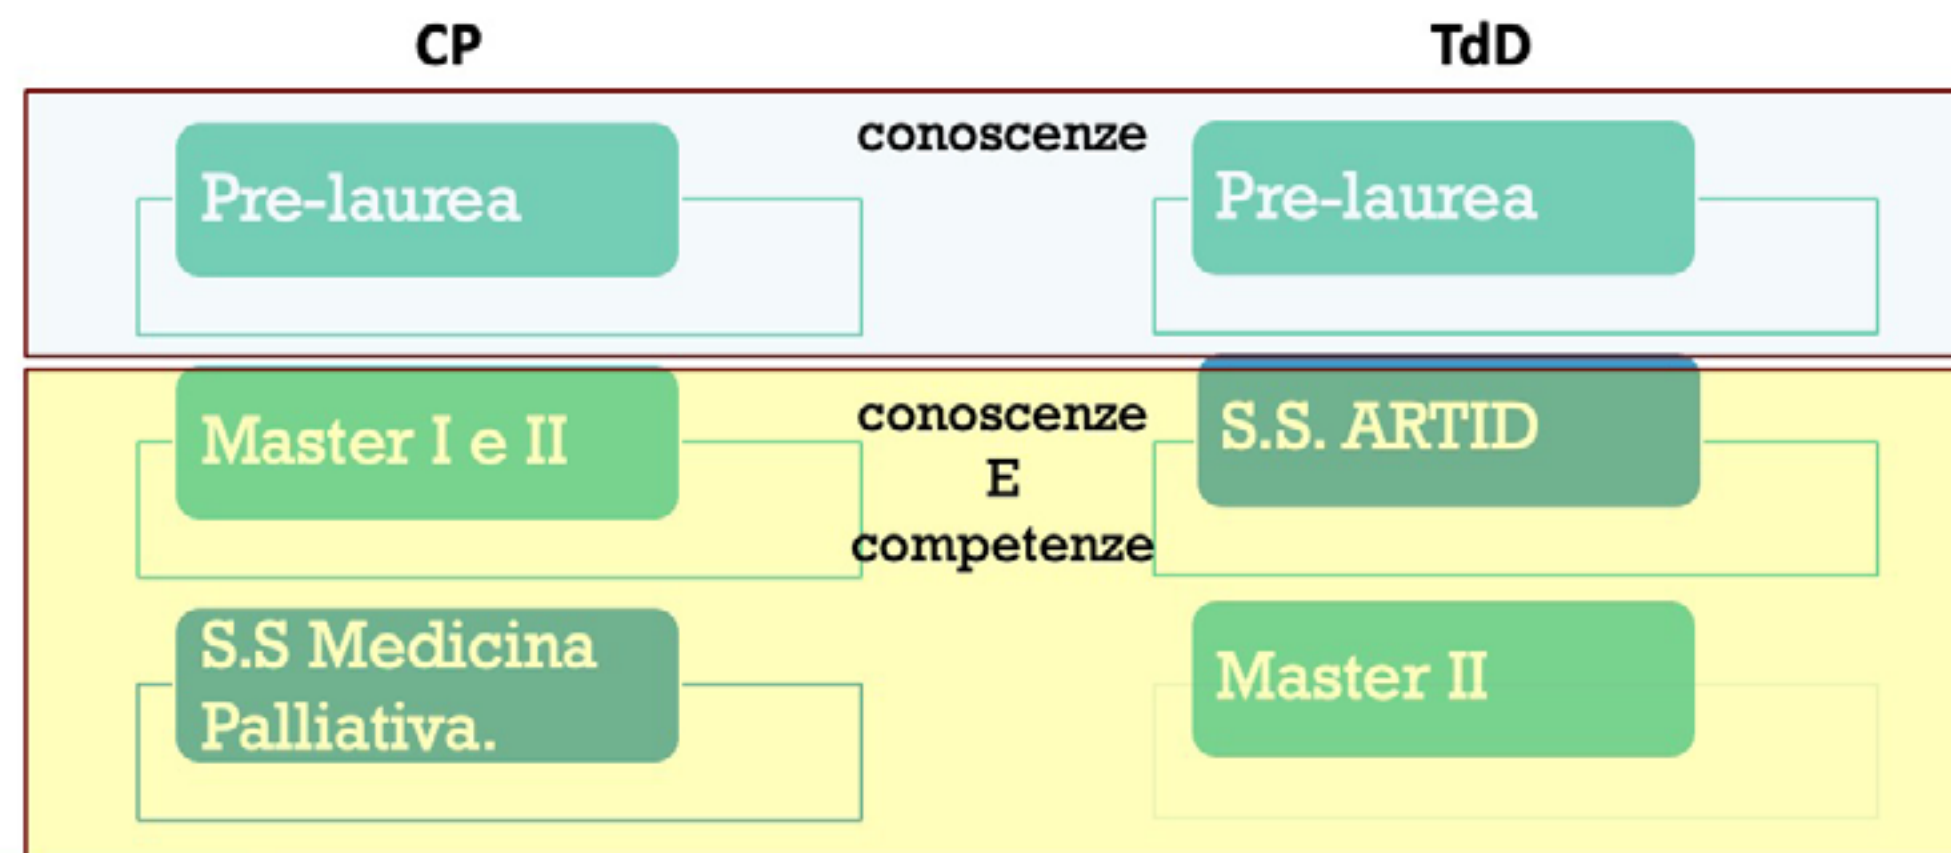 CP
TdD
Pre-laurea
conoscenze
Pre-laurea
Master I e II
conoscenze
E
competenze
S.S. ARTID
S.S Medicina
Palliativa.
Master II